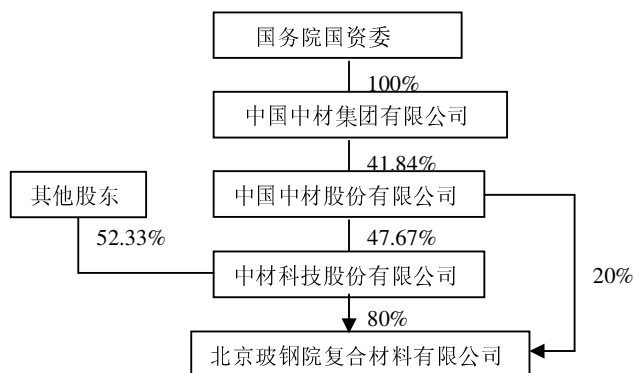 国务院国资委
100%
中国中材集团有限公司
41.84%
其他股东
中国中材股份有限公司
52.33%
47.67%
中材科技股份有限公司
20%
80%
北京玻钢院复合材料有限公司